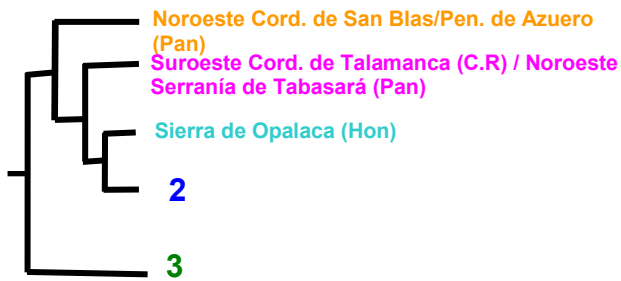 Noroeste Cord. de San Blas/Pen. de Azuero
(Pan)
Suroeste Cord. de Talamanca (C.R) / Noroeste
Serranía de Tabasará (Pan)
Sierra de Opalaca (Hon)
2
3